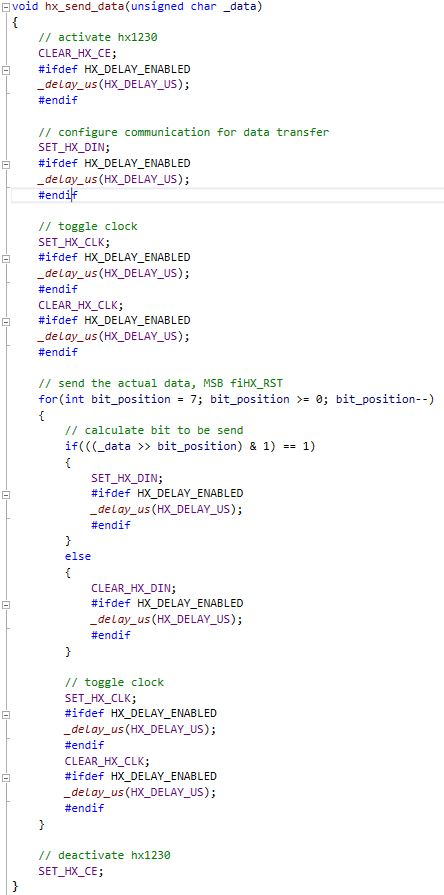 void hx_send_data(unsigned char _data)
{
    // activate hx1230
    CLEAR_HX_CE;
    #ifdef HX_DELAY_ENABLED
    _delay_us(HX_DELAY_US);
    #endif

    // configure communication for data transfer
    SET_HX_DIN;
    #ifdef HX_DELAY_ENABLED
    _delay_us(HX_DELAY_US);
    #endif

    // toggle clock
    SET_HX_CLK;
    #ifdef HX_DELAY_ENABLED
    _delay_us(HX_DELAY_US);
    #endif
    CLEAR_HX_CLK;
    #ifdef HX_DELAY_ENABLED
    _delay_us(HX_DELAY_US);
    #endif

    // send the actual data, MSB fiHX_RST
    for(int bit_position = 7; bit_position >= 0; bit_position--)
    {
        // calculate bit to be send
        if(((_data >> bit_position) & 1) == 1)
        {
            SET_HX_DIN;
            #ifdef HX_DELAY_ENABLED
            _delay_us(HX_DELAY_US);
            #endif
        }
        else
        {
            CLEAR_HX_DIN;
            #ifdef HX_DELAY_ENABLED
            _delay_us(HX_DELAY_US);
            #endif
        }

        // toggle clock
        SET_HX_CLK;
        #ifdef HX_DELAY_ENABLED
        _delay_us(HX_DELAY_US);
        #endif
        CLEAR_HX_CLK;
        #ifdef HX_DELAY_ENABLED
        _delay_us(HX_DELAY_US);
        #endif
    }

    // deactivate hx1230
    SET_HX_CE;
}